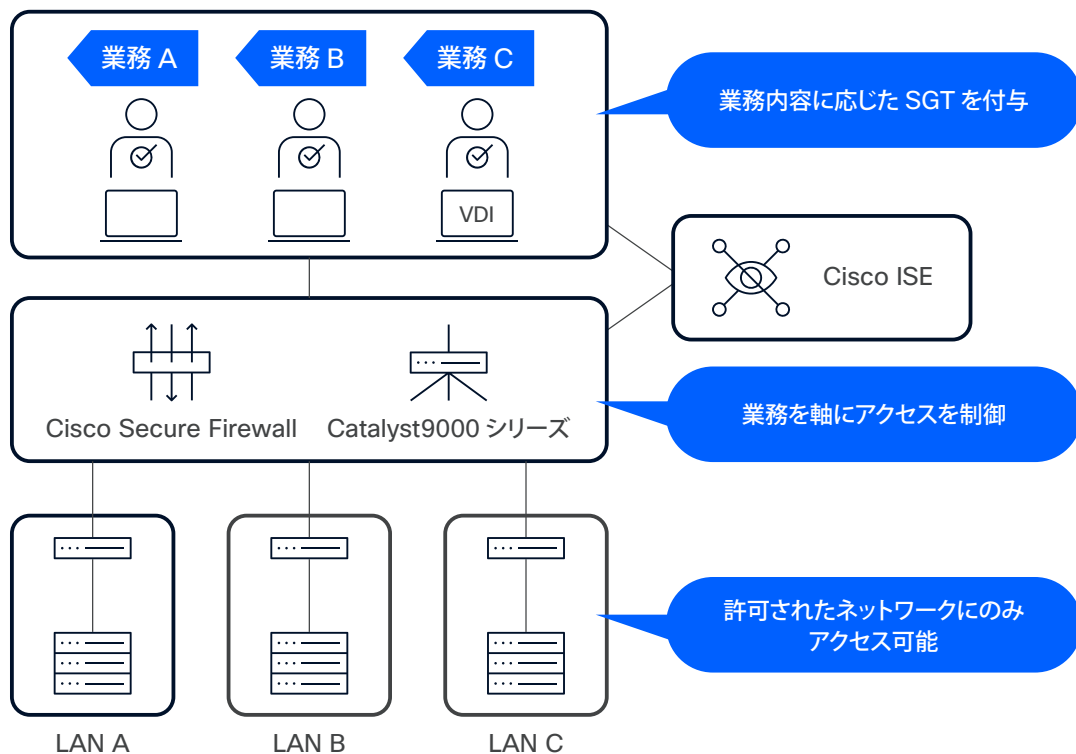 業務 A
業務 B
業務 C
業務内容に応じた SGT を付与
VDI
Cisco ISE
Cisco Secure Firewall
Catalyst9000 シリーズ
業務を軸にアクセスを制御
許可されたネットワークにのみ
アクセス可能
LAN A
LAN B
LAN C